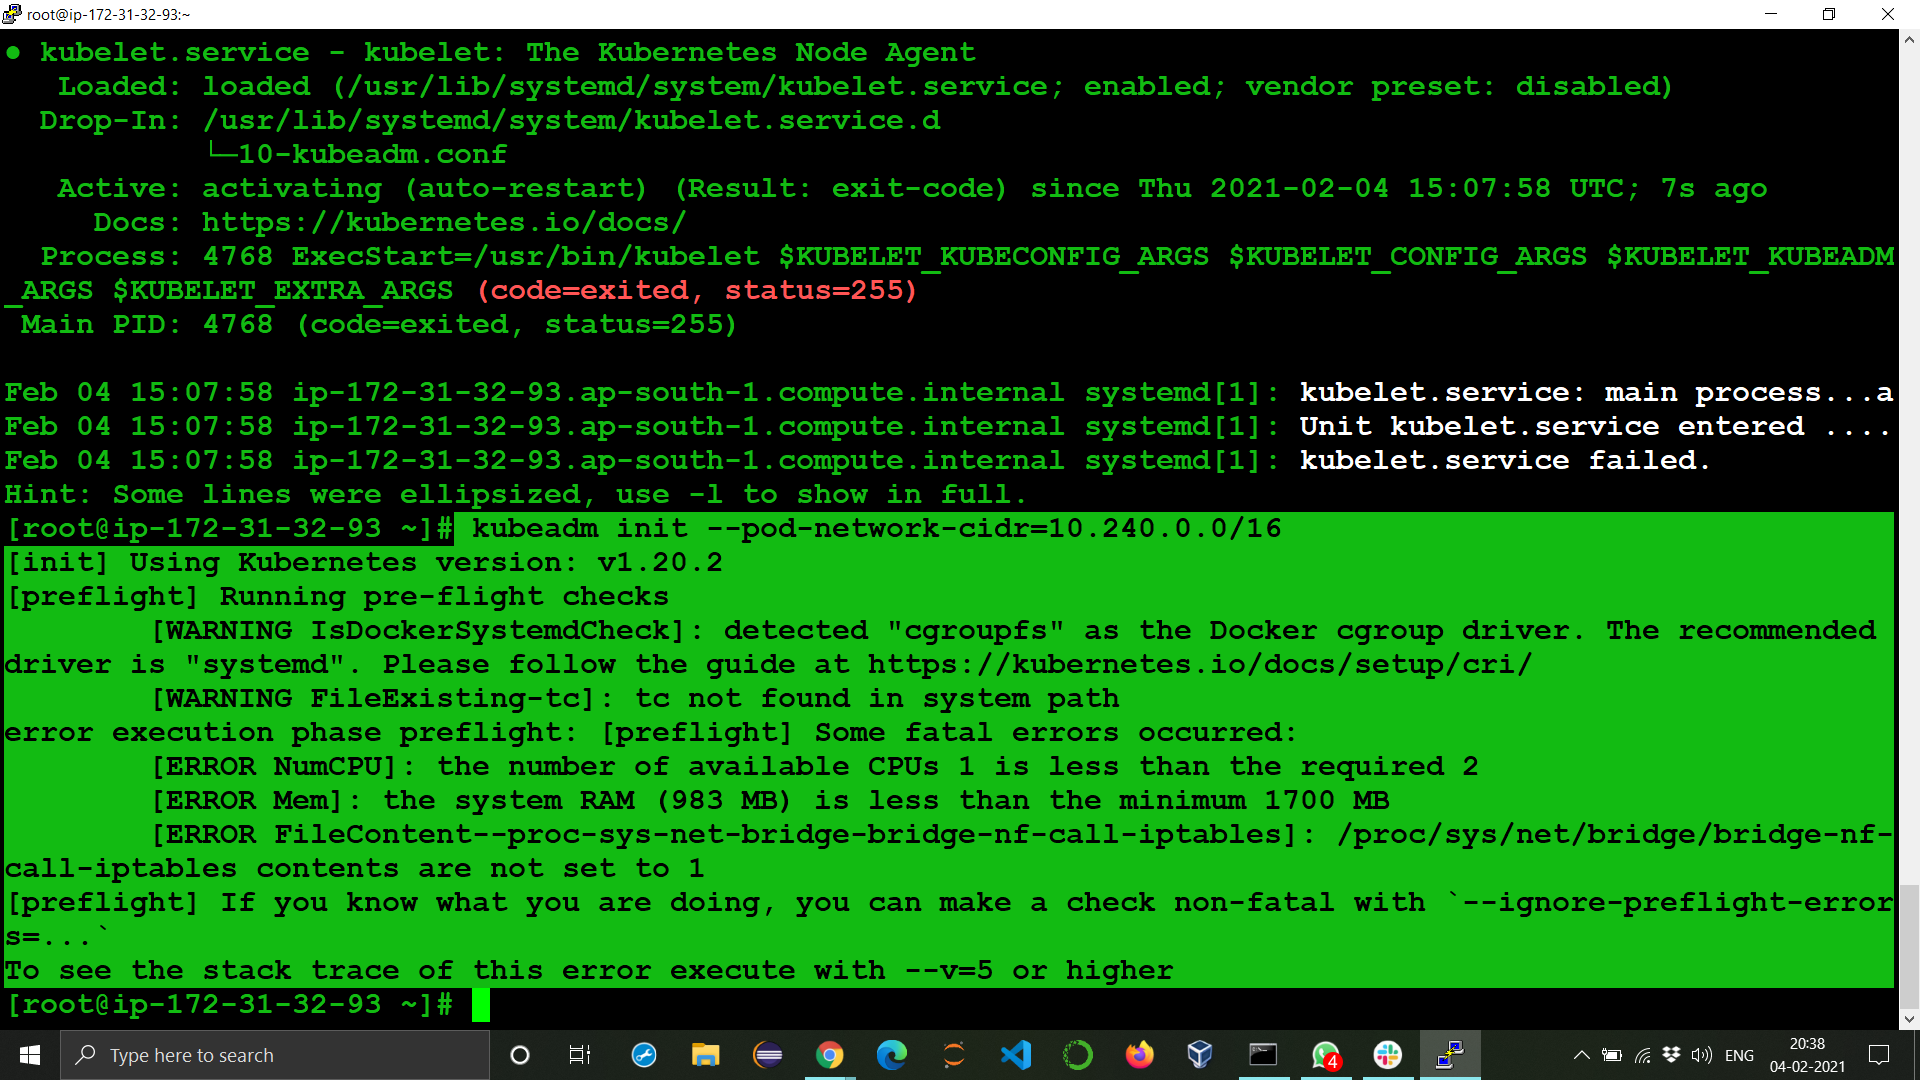 root@ip-172-31-32-93:~
● kubelet.service - kubelet: The Kubernetes Node Agent
   Loaded: loaded (/usr/lib/systemd/system/kubelet.service; enabled; vendor preset: disabled)
  Drop-In: /usr/lib/systemd/system/kubelet.service.d
           └─10-kubeadm.conf
   Active: activating (auto-restart) (Result: exit-code) since Thu 2021-02-04 15:07:58 UTC; 7s ago
     Docs: https://kubernetes.io/docs/
  Process: 4768 ExecStart=/usr/bin/kubelet $KUBELET_KUBECONFIG_ARGS $KUBELET_CONFIG_ARGS $KUBELET_KUBEADM
_ARGS $KUBELET_EXTRA_ARGS (code=exited, status=255)
 Main PID: 4768 (code=exited, status=255)
Feb 04 15:07:58 ip-172-31-32-93.ap-south-1.compute.internal systemd[1]: kubelet.service: main process...a
Feb 04 15:07:58 ip-172-31-32-93.ap-south-1.compute.internal systemd[1]: Unit kubelet.service entered ....
Feb 04 15:07:58 ip-172-31-32-93.ap-south-1.compute.internal systemd[1]: kubelet.service failed.
Hint: Some lines were ellipsized, use -l to show in full.
[root@ip-172-31-32-93 ~]# kubeadm init --pod-network-cidr=10.240.0.0/16
[init] Using Kubernetes version: v1.20.2
[preflight] Running pre-flight checks
        [WARNING IsDockerSystemdCheck]: detected "cgroupfs" as the Docker cgroup driver. The recommended
driver is "systemd". Please follow the guide at https://kubernetes.io/docs/setup/cri/
        [WARNING FileExisting-tc]: tc not found in system path
error execution phase preflight: [preflight] Some fatal errors occurred:
        [ERROR NumCPU]: the number of available CPUs 1 is less than the required 2
        [ERROR Mem]: the system RAM (983 MB) is less than the minimum 1700 MB
        [ERROR FileContent--proc-sys-net-bridge-bridge-nf-call-iptables]: /proc/sys/net/bridge/bridge-nf-
call-iptables contents are not set to 1
[preflight] If you know what you are doing, you can make a check non-fatal with `--ignore-preflight-error
s=...`
To see the stack trace of this error execute with --v=5 or higher
[root@ip-172-31-32-93 ~]#
Type here to search
4
ENG
20:38
04-02-2021